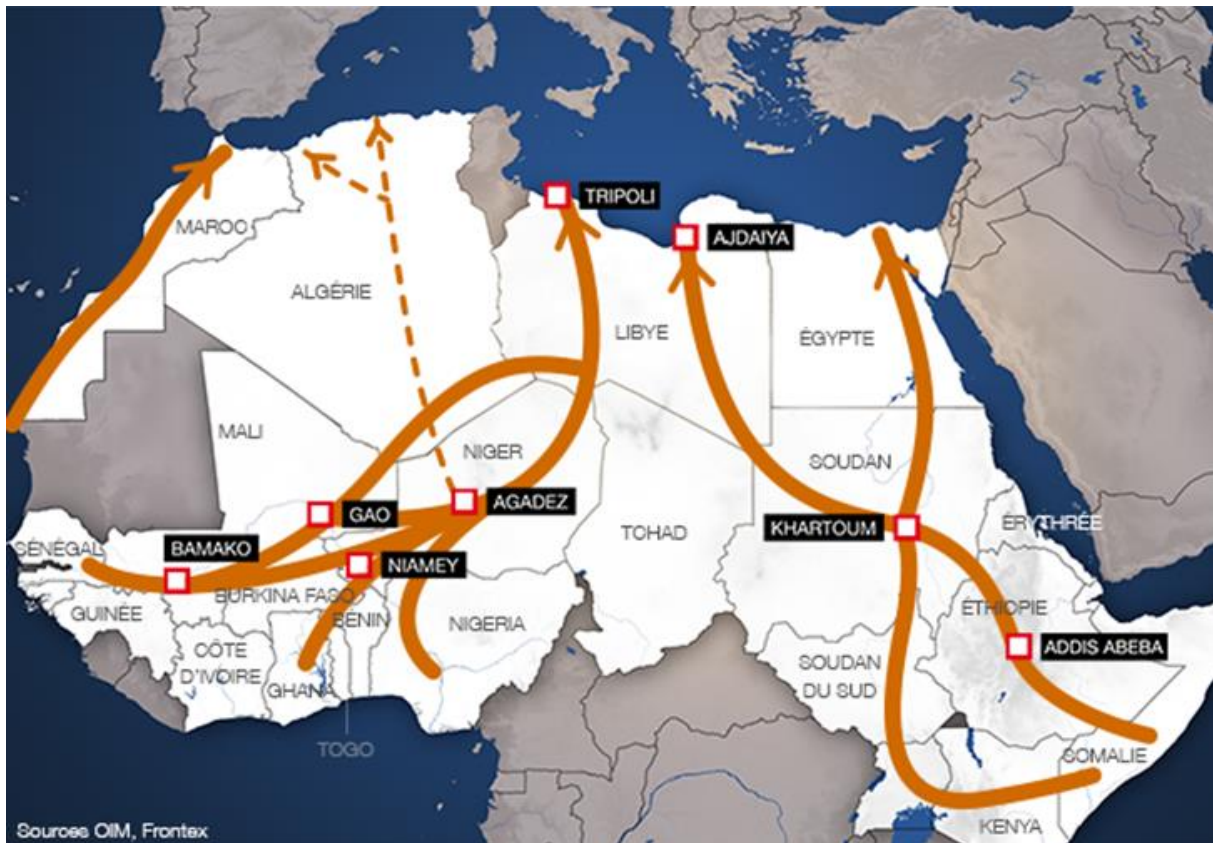 TRIPOLI
MAROC
AJDAIYA
ALGÉRIE
LIBYE
ÉGYPTE
MALI
NIGER
SOUDAN
AGADEZ
GAO
TCHAD
KHARTOUM
ÉRYTHRÉE
SÉNÉGAL
BAMAKO
NIAMEY
BURKINA FASO
GUINÉE
BÉNIN
NIGERIA
ÉTHIOPIE
CÔTE
D'IVOIRE
ADDIS ABEBA
GHANA
SOUDAN
DU SUD
TOGO
SOMALIE
KENYA
Sources OIM, Frontex